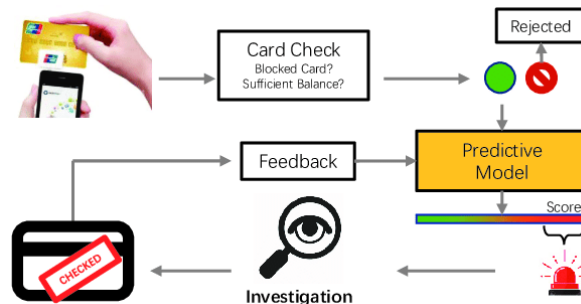 Rejected
Card Check
Blocked Card?
Sufficient Balance?
Feedback
Predictive
Model
Score
CHECKED
Investigation